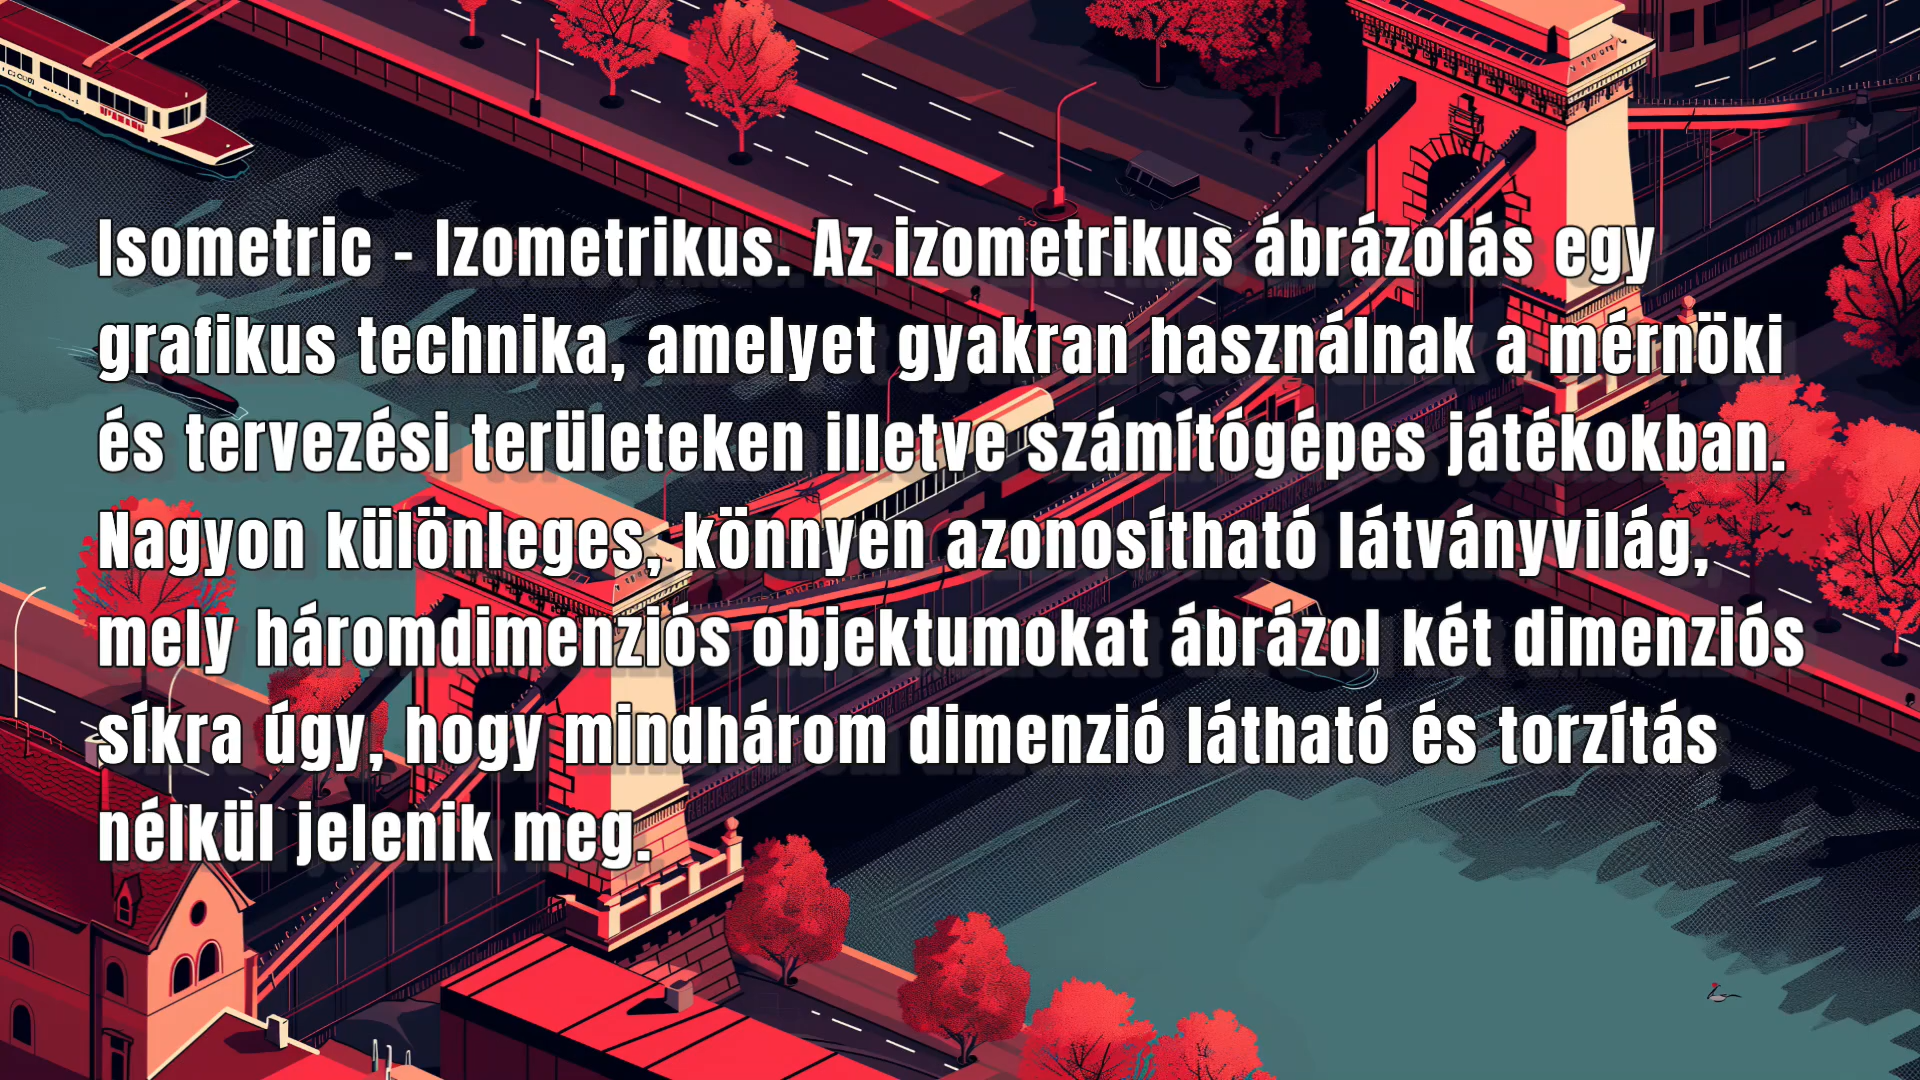 Isometric - Izometrikus. Az izometrikus ábrázolás egy
grafikus technika, amelyet gyakran használnak a mérnöki
és tervezési területeken illetve számítógépes játékokban.
Nagyon különleges, könnyen azonosítható látványvilág,
mely háromdimenziós objektumokat ábrázol két dimenziós
síkra úgy, hogy mindhárom dimenzió látható és torzítás
nélkül jelenik meg.